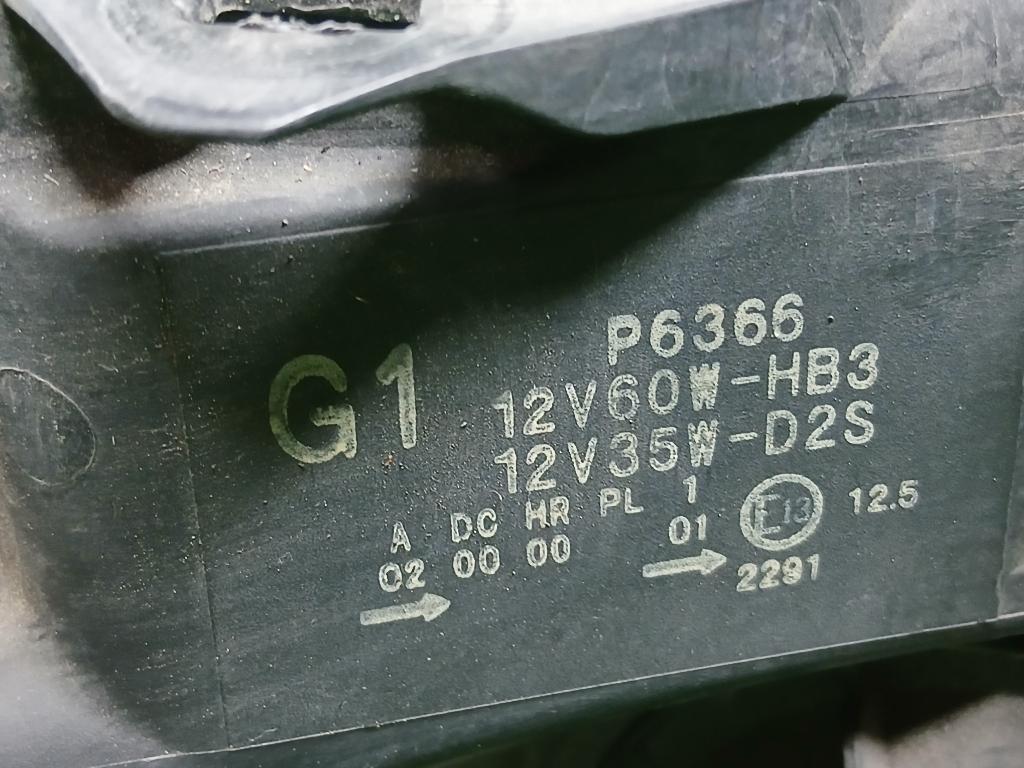 P6366
G1
12V60W-HB3
12V35W-D2S
A DC HR PL 1
02 00 00 01 E13 12.5
2291